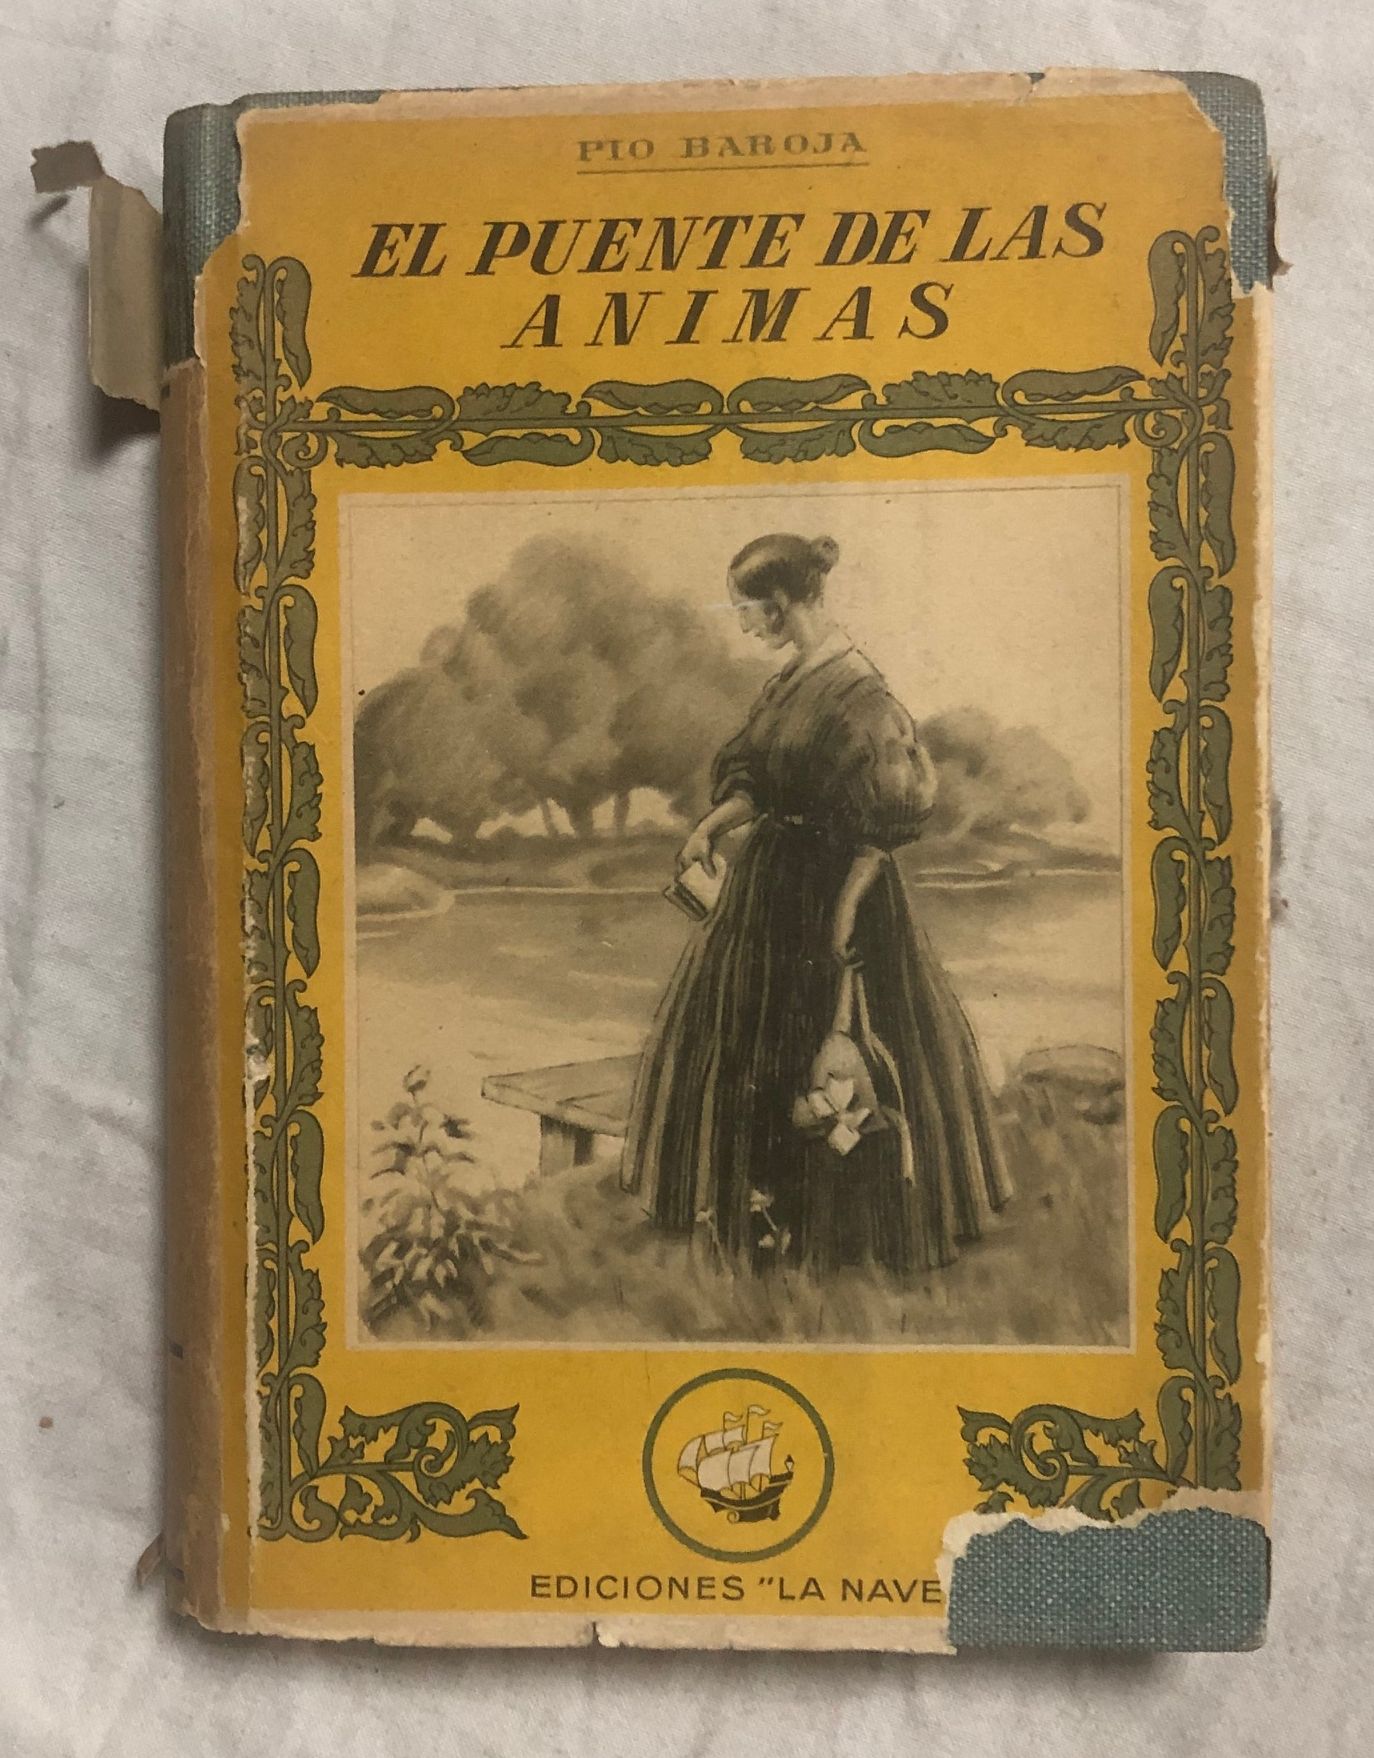 PIO BAROJA
EL PUENTE DE LAS
ANIMAS
EDICIONES "LA NAVE